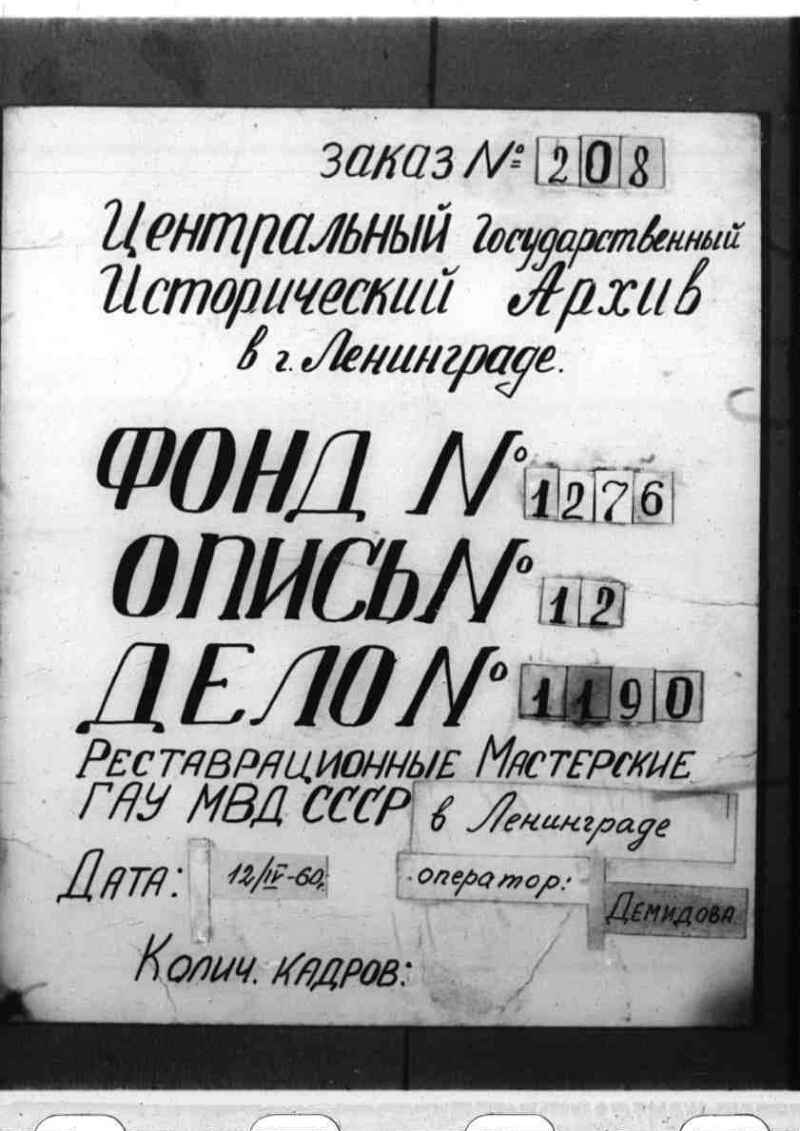 заказ № 208
Центральный Государственный
Исторический Архив
в г. Ленинграде.
ФОНД № 1276
ОПИСЬ № 12
ДЕЛО № 1190
Реставрационные Мастерские
ГАУ МВД СССР в Ленинграде
Дата: 12/IV-60. оператор: Демидова
Колич. кадров: